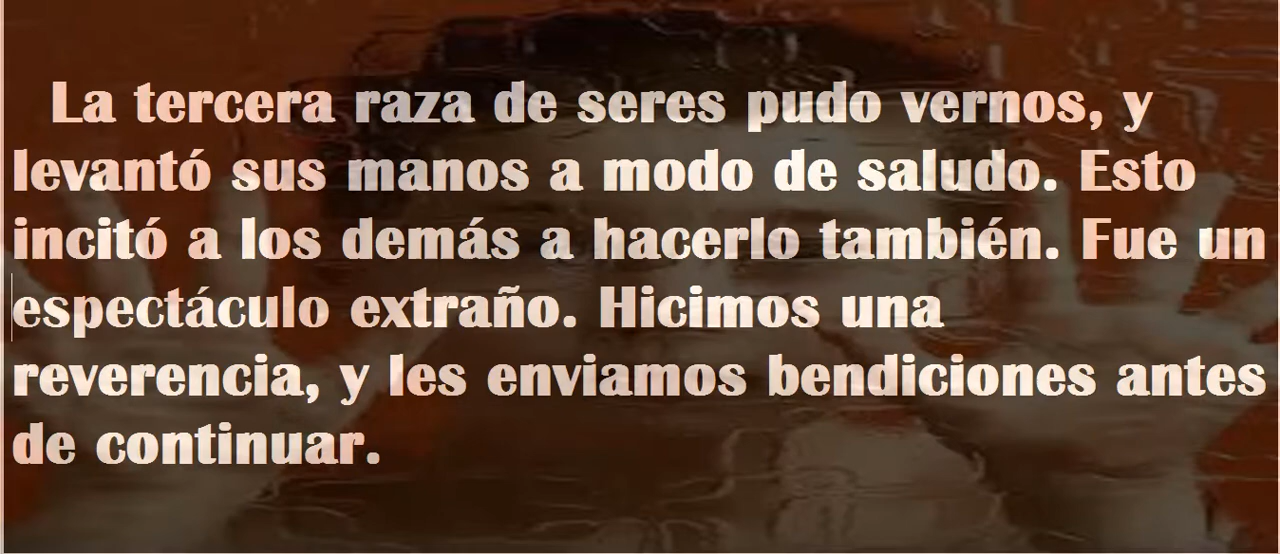 La tercera raza de seres pudo vernos, y
levantó sus manos a modo de saludo. Esto
incitó a los demás a hacerlo también. Fue un
espectáculo extraño. Hicimos una
reverencia, y les enviamos bendiciones antes
de continuar.